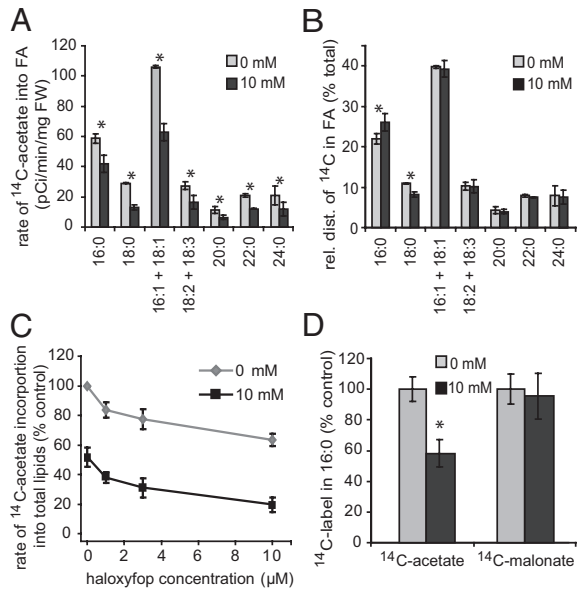 A
rate of ¹⁴C-acetate into FA
(pCi/min/mg FW)
120
100
80
60
40
20
0
0 mM
10 mM
*
*
*
*
*
*
*
16:0
18:0
16:1 + 18:1
18:2 + 18:3
20:0
22:0
24:0
B
rel. dist. of ¹⁴C in FA (% total)
40
30
20
10
0
0 mM
10 mM
*
*
16:0
18:0
16:1 + 18:1
18:2 + 18:3
20:0
22:0
24:0
C
rate of ¹⁴C-acetate incorportion
into total lipids (% control)
120
100
80
60
40
20
0
0 mM
10 mM
0
2
4
6
8
10
haloxyfop concentration (µM)
D
¹⁴C-label in 16:0 (% control)
120
100
80
60
40
20
0
0 mM
10 mM
*
¹⁴C-acetate
¹⁴C-malonate